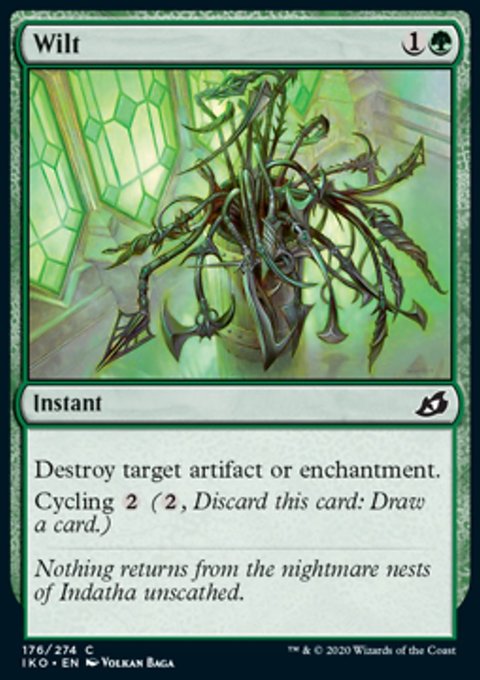 Wilt 1
Instant
Destroy target artifact or enchantment.
Cycling 2 (2, Discard this card: Draw
a card.)
Nothing returns from the nightmare nests
of Indatha unscathed.
176/274 C
IKO • EN Volkan Baga
™ & © 2020 Wizards of the Coast